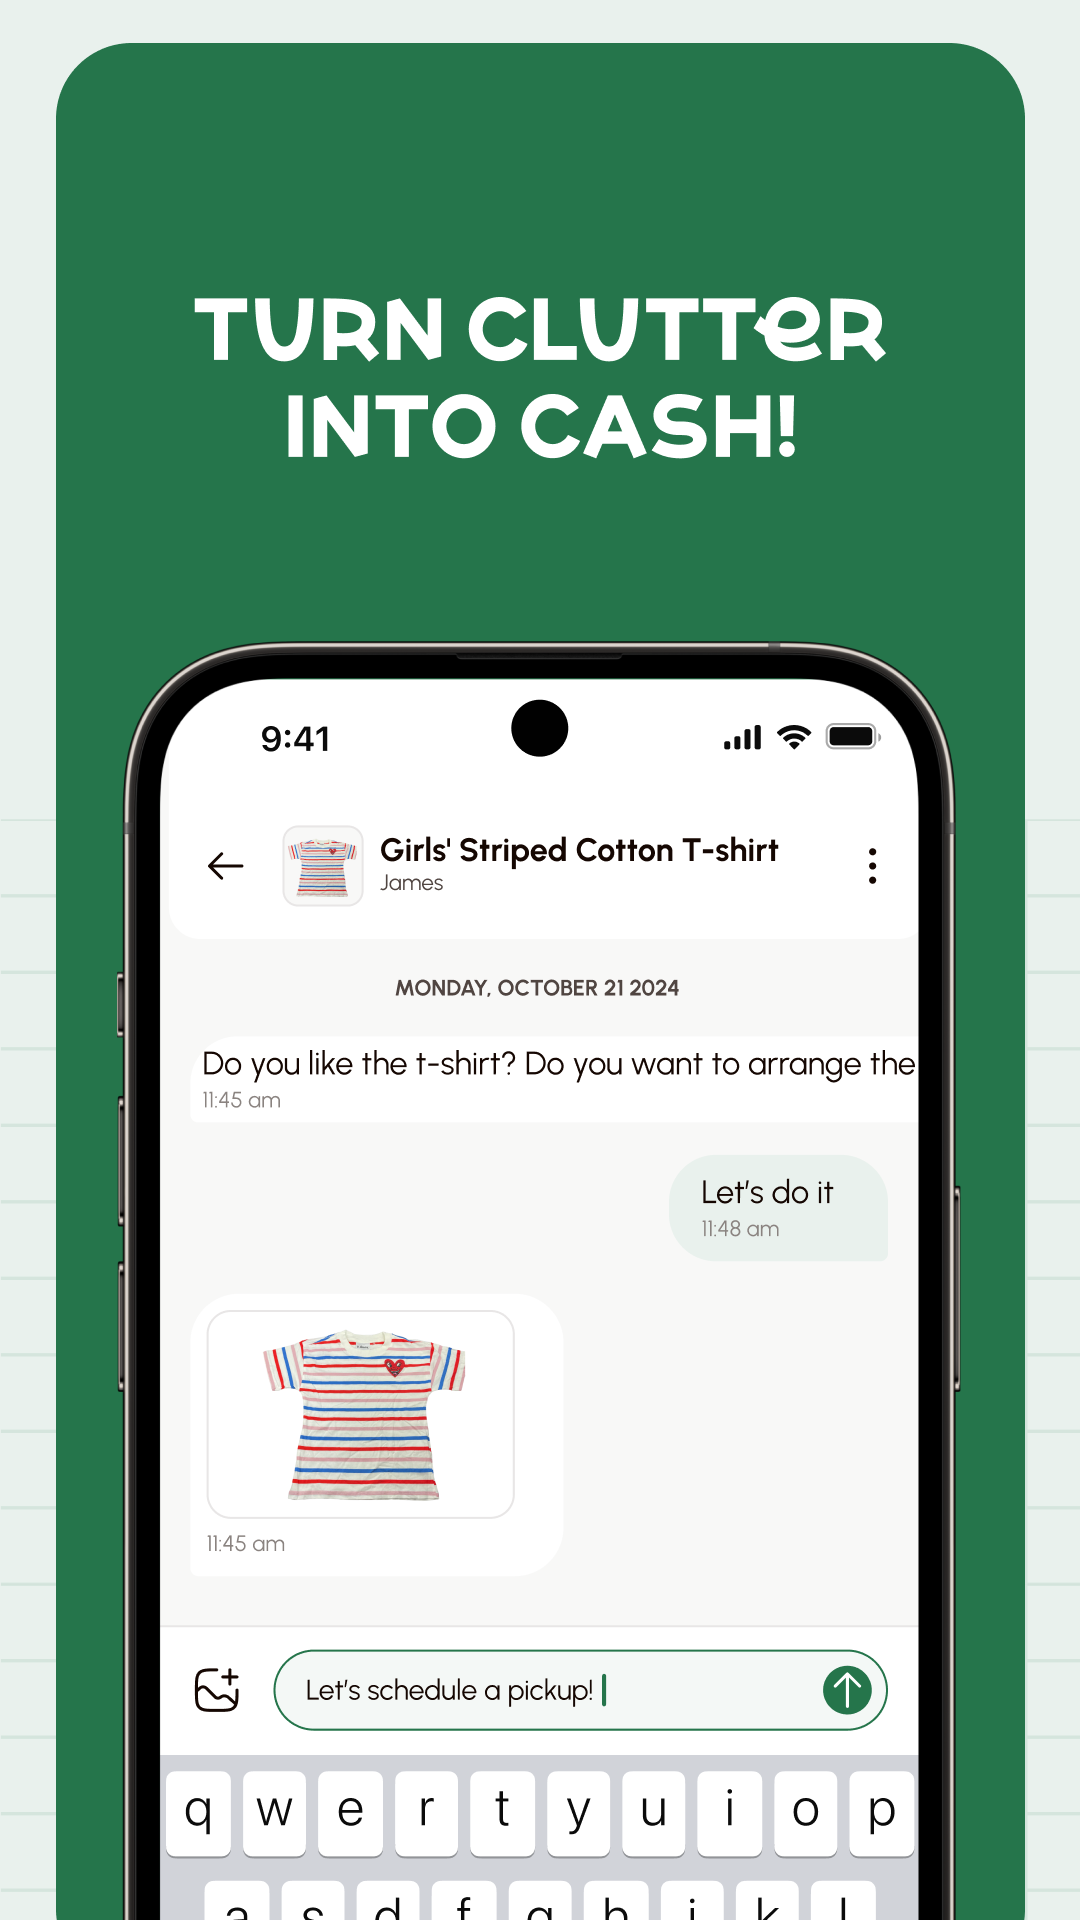 TURN CLUTTER
INTO CASH!
9:41
Girls' Striped Cotton T-shirt
James
MONDAY, OCTOBER 21 2024
Do you like the t-shirt? Do you want to arrange the
11:45 am
Let's do it
11:48 am
11:45 am
Let's schedule a pickup!
q w e r t y u i o p
a s d f g h j k l